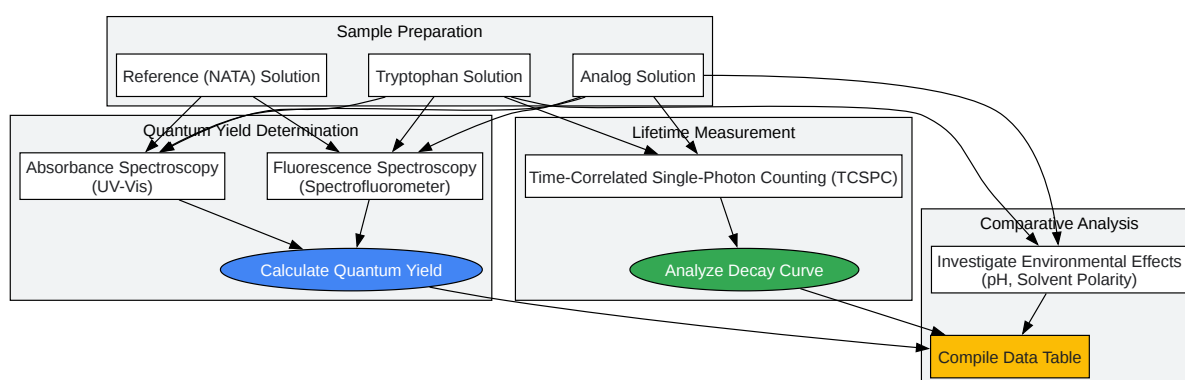 Sample Preparation
Reference (NATA) Solution
Tryptophan Solution
Analog Solution
Quantum Yield Determination
Lifetime Measurement
Absorbance Spectroscopy
(UV-Vis)
Fluorescence Spectroscopy
(Spectrofluorometer)
Time-Correlated Single-Photon Counting (TCSPC)
Comparative Analysis
Calculate Quantum Yield
Analyze Decay Curve
Investigate Environmental Effects
(pH, Solvent Polarity)
Compile Data Table